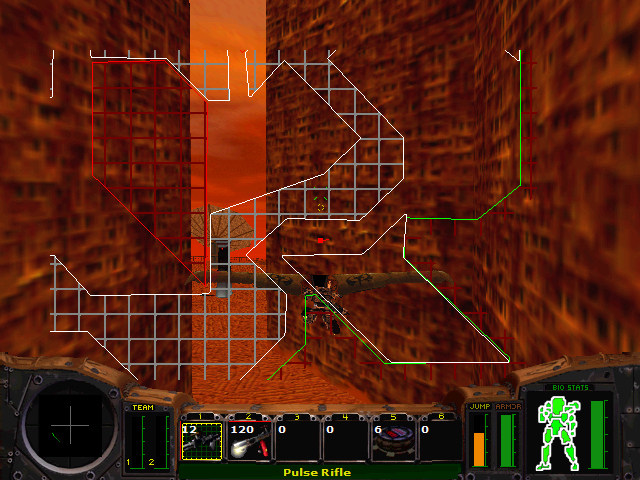 BIO STATS
TEAM
JUMP ARMOR
1 2 3 4 5 6
12 120 0 0 6 0
1 2
Pulse Rifle